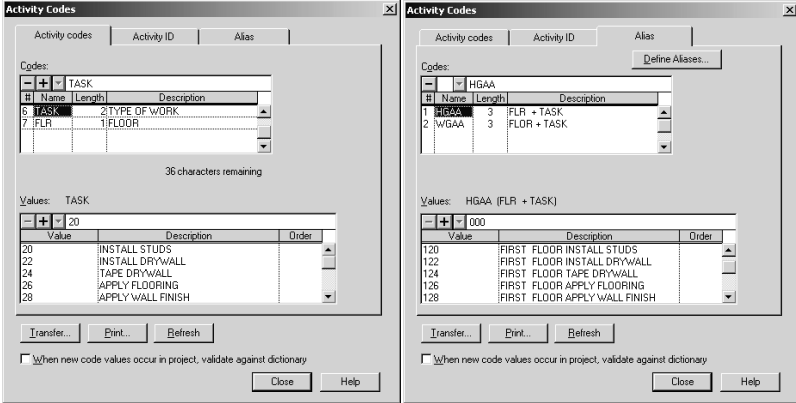 Activity Codes
Activity codes Activity ID Alias
Codes:
TASK
# Name Length Description
6 TASK 2 TYPE OF WORK
7 FLR 1 FLOOR
36 characters remaining
Values: TASK
20
Value Description Order
20 INSTALL STUDS
22 INSTALL DRYWALL
24 TAPE DRYWALL
26 APPLY FLOORING
28 APPLY WALL FINISH
Transfer... Print... Refresh
When new code values occur in project, validate against dictionary
Close Help
Activity Codes
Activity codes Activity ID Alias
Define Aliases...
Codes:
HGAA
# Name Length Description
1 HGAA 3 FLR + TASK
2 WGAA 3 FLOR + TASK
Values: HGAA (FLR + TASK)
000
Value Description Order
120 FIRST FLOOR INSTALL STUDS
122 FIRST FLOOR INSTALL DRYWALL
124 FIRST FLOOR TAPE DRYWALL
126 FIRST FLOOR APPLY FLOORING
128 FIRST FLOOR APPLY WALL FINISH
Transfer... Print... Refresh
When new code values occur in project, validate against dictionary
Close Help